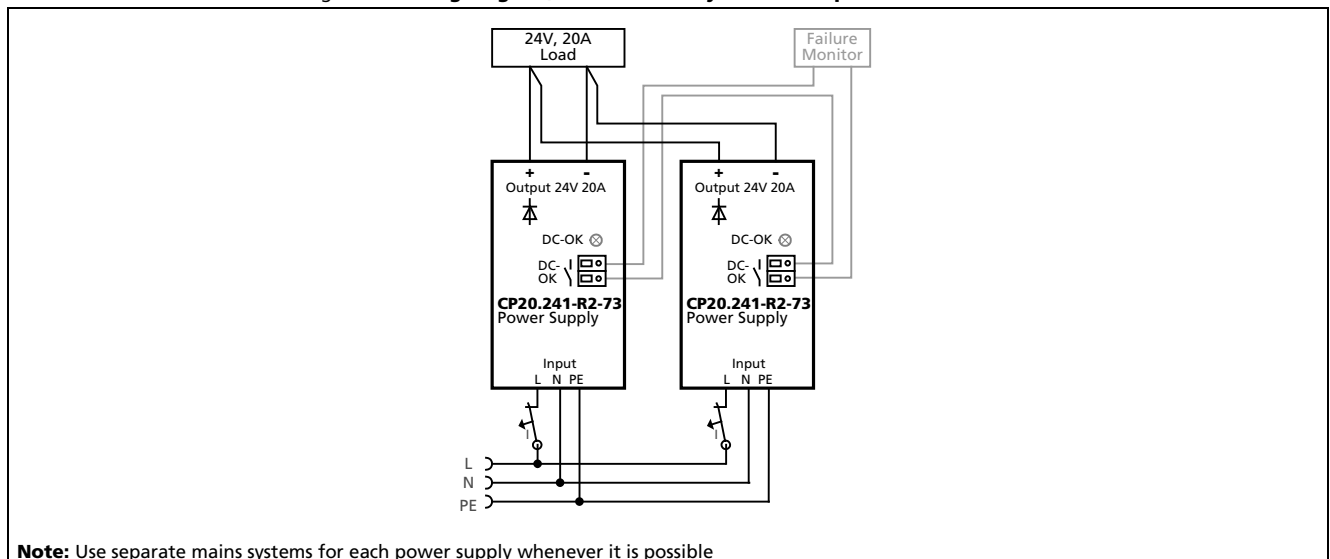 24V, 20A
Load
Failure
Monitor
+ -
Output 24V 20A
DC-OK
DC-
OK
CP20.241-R2-73
Power Supply
Input
L N PE
I
+ -
Output 24V 20A
DC-OK
DC-
OK
CP20.241-R2-73
Power Supply
Input
L N PE
I
L
N
PE
Note: Use separate mains systems for each power supply whenever it is possible